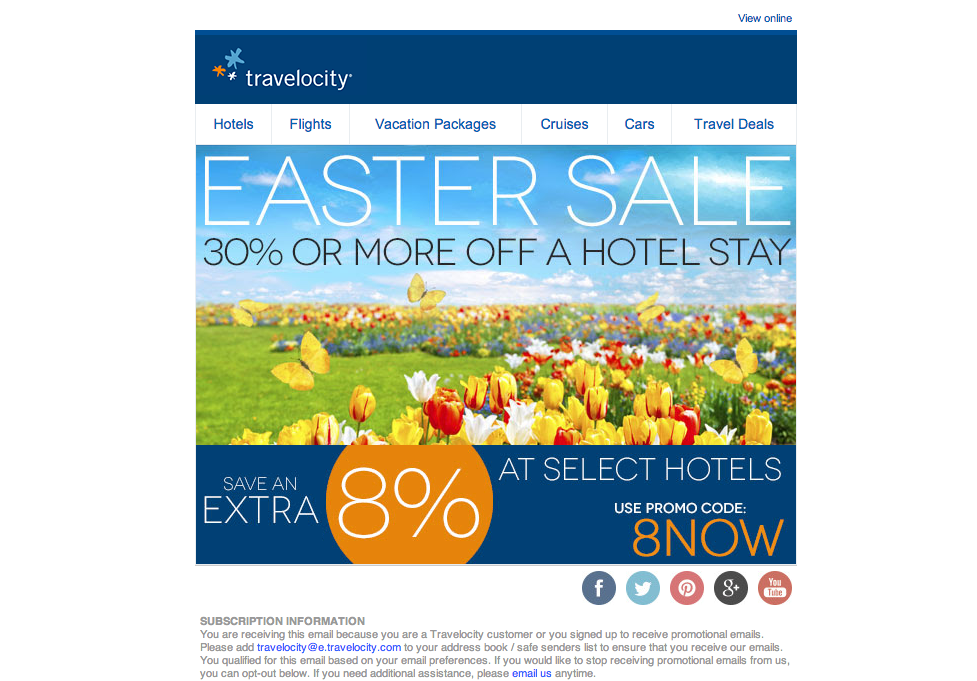 View online
travelocity®
Hotels
Flights
Vacation Packages
Cruises
Cars
Travel Deals
EASTER SALE
30% OR MORE OFF A HOTEL STAY
SAVE AN
EXTRA
8%
AT SELECT HOTELS
USE PROMO CODE:
8NOW
f
g+
You
Tube
SUBSCRIPTION INFORMATION
You are receiving this email because you are a Travelocity customer or you signed up to receive promotional emails.
Please add travelocity@e.travelocity.com to your address book / safe senders list to ensure that you receive our emails.
You qualified for this email based on your email preferences. If you would like to stop receiving promotional emails from us,
you can opt-out below. If you need additional assistance, please email us anytime.